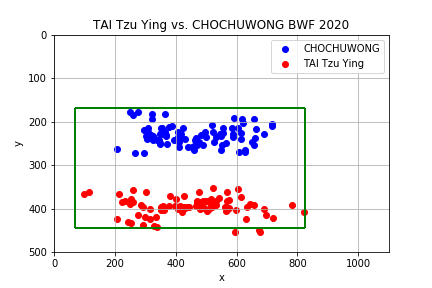 TAI Tzu Ying vs. CHOCHUWONG BWF 2020
CHOCHUWONG
TAI Tzu Ying
y
0
100
200
300
400
500
0 200 400 600 800 1000
x